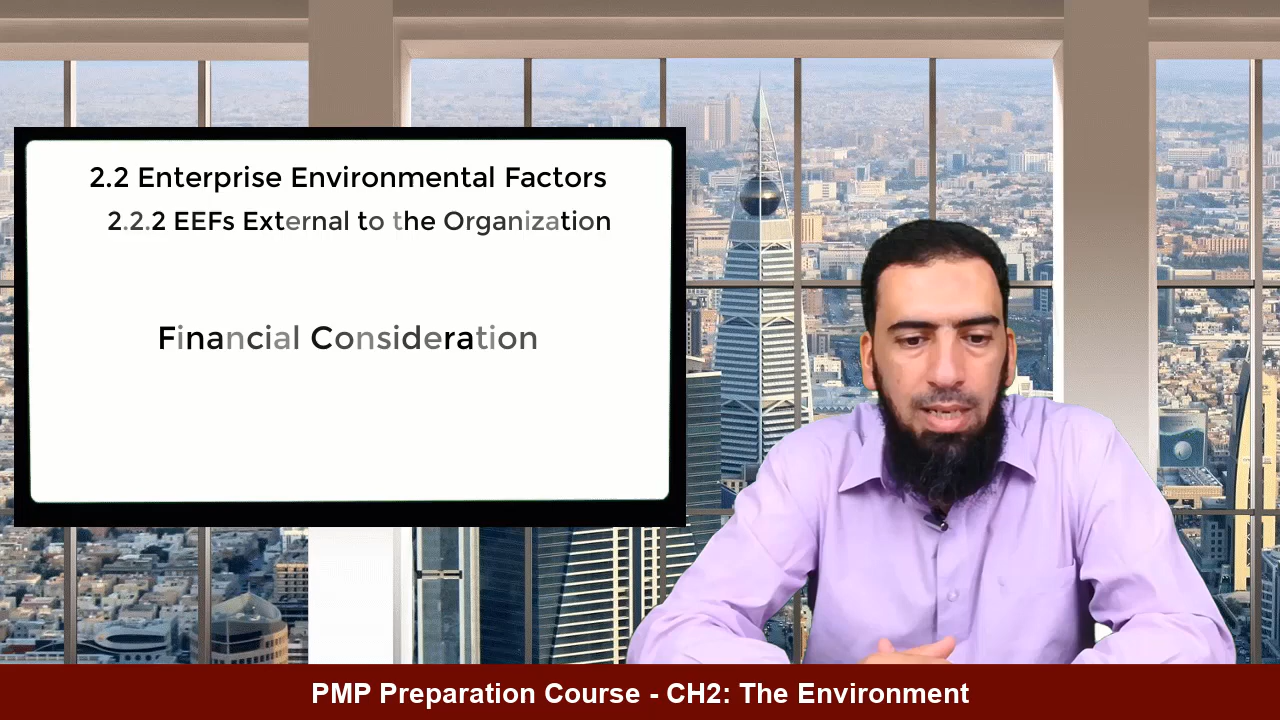 2.2 Enterprise Environmental Factors
2.2.2 EEFs External to the Organization
Financial Consideration
PMP Preparation Course - CH2: The Environment